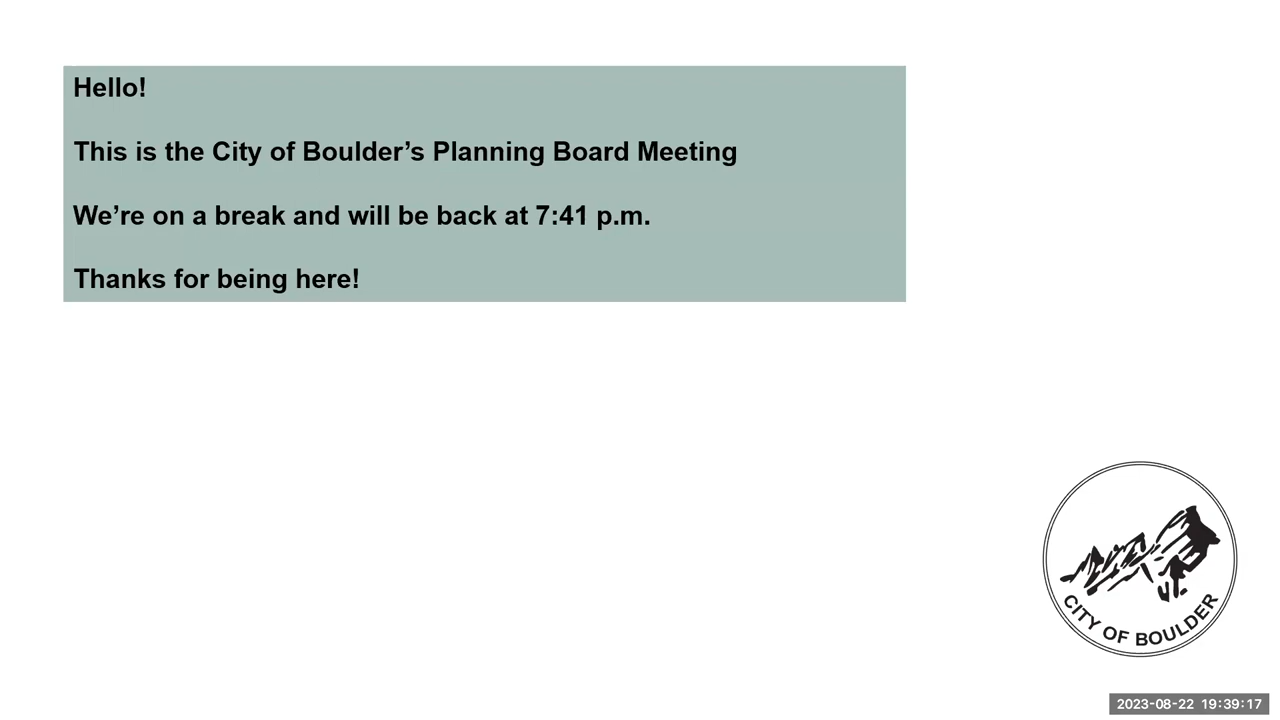 Hello!
This is the City of Boulder’s Planning Board Meeting
We’re on a break and will be back at 7:41 p.m.
Thanks for being here!
CITY OF BOULDER
2023-08-22 19:39:17